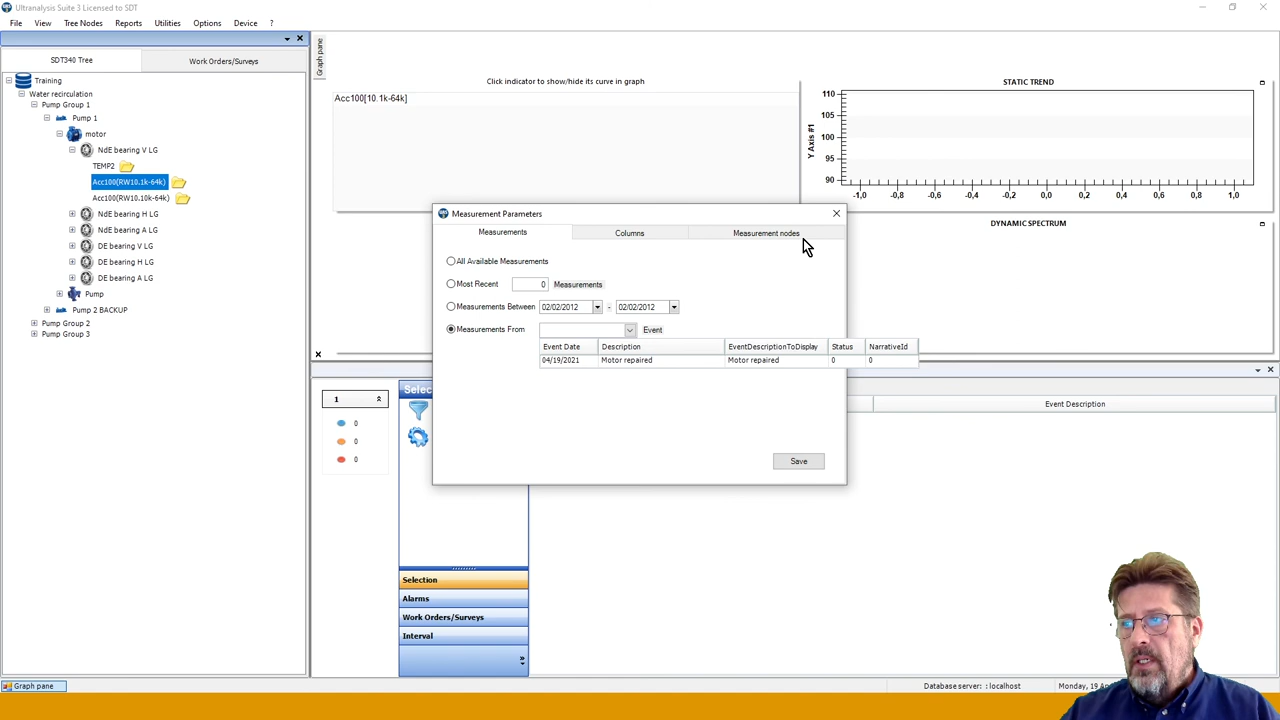 Ultranalysis Suite 3 Licensed to SDT
File View Tree Nodes Reports Utilities Options Device ?
SDT340 Tree
Work Orders/Surveys
Training
Water recirculation
Pump Group 1
Pump 1
motor
NdE bearing V LG
TEMP2
Acc100(RW10.1k-64k)
Acc100(RW10.10k-64k)
NdE bearing H LG
NdE bearing A LG
DE bearing V LG
DE bearing H LG
DE bearing A LG
Pump
Pump 2 BACKUP
Pump Group 2
Pump Group 3
Graph pane
Click indicator to show/hide its curve in graph
Acc100[10.1k-64k]
STATIC TREND
Y Axis #1
110
105
100
95
90
-1,0 -0,8 -0,6 -0,4 -0,2 0,0 0,2 0,4 0,6 0,8 1,0
DYNAMIC SPECTRUM
Measurement Parameters
Measurements Columns Measurement nodes
All Available Measurements
Most Recent 0 Measurements
Measurements Between 02/02/2012 - 02/02/2012
Measurements From Event
Event Date Description EventDescriptionToDisplay Status NarrativeId
04/19/2021 Motor repaired Motor repaired 0 0
Save
1
0
0
0
Selec
Event Description
Selection
Alarms
Work Orders/Surveys
Interval
Graph pane
Database server: : localhost
Monday, 19 Ap